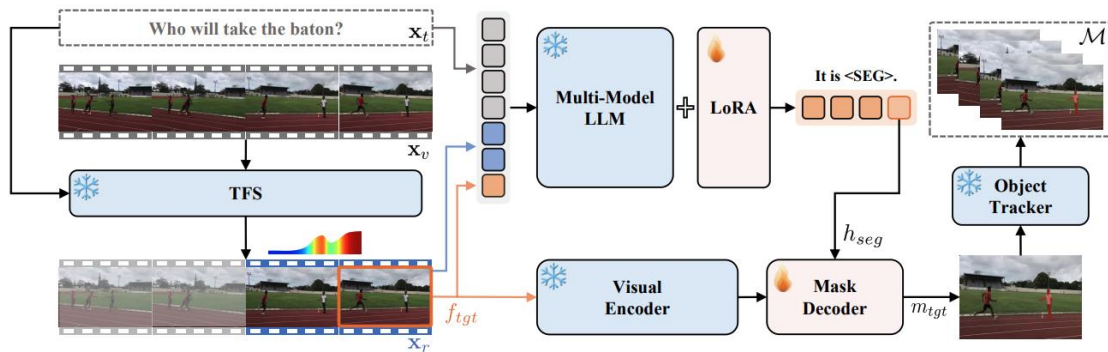 Who will take the baton?
x_t
x_v
TFS
x_r
f_tgt
Multi-Model
LLM
LoRA
It is <SEG>.
h_seg
Visual
Encoder
Mask
Decoder
m_tgt
Object
Tracker
M